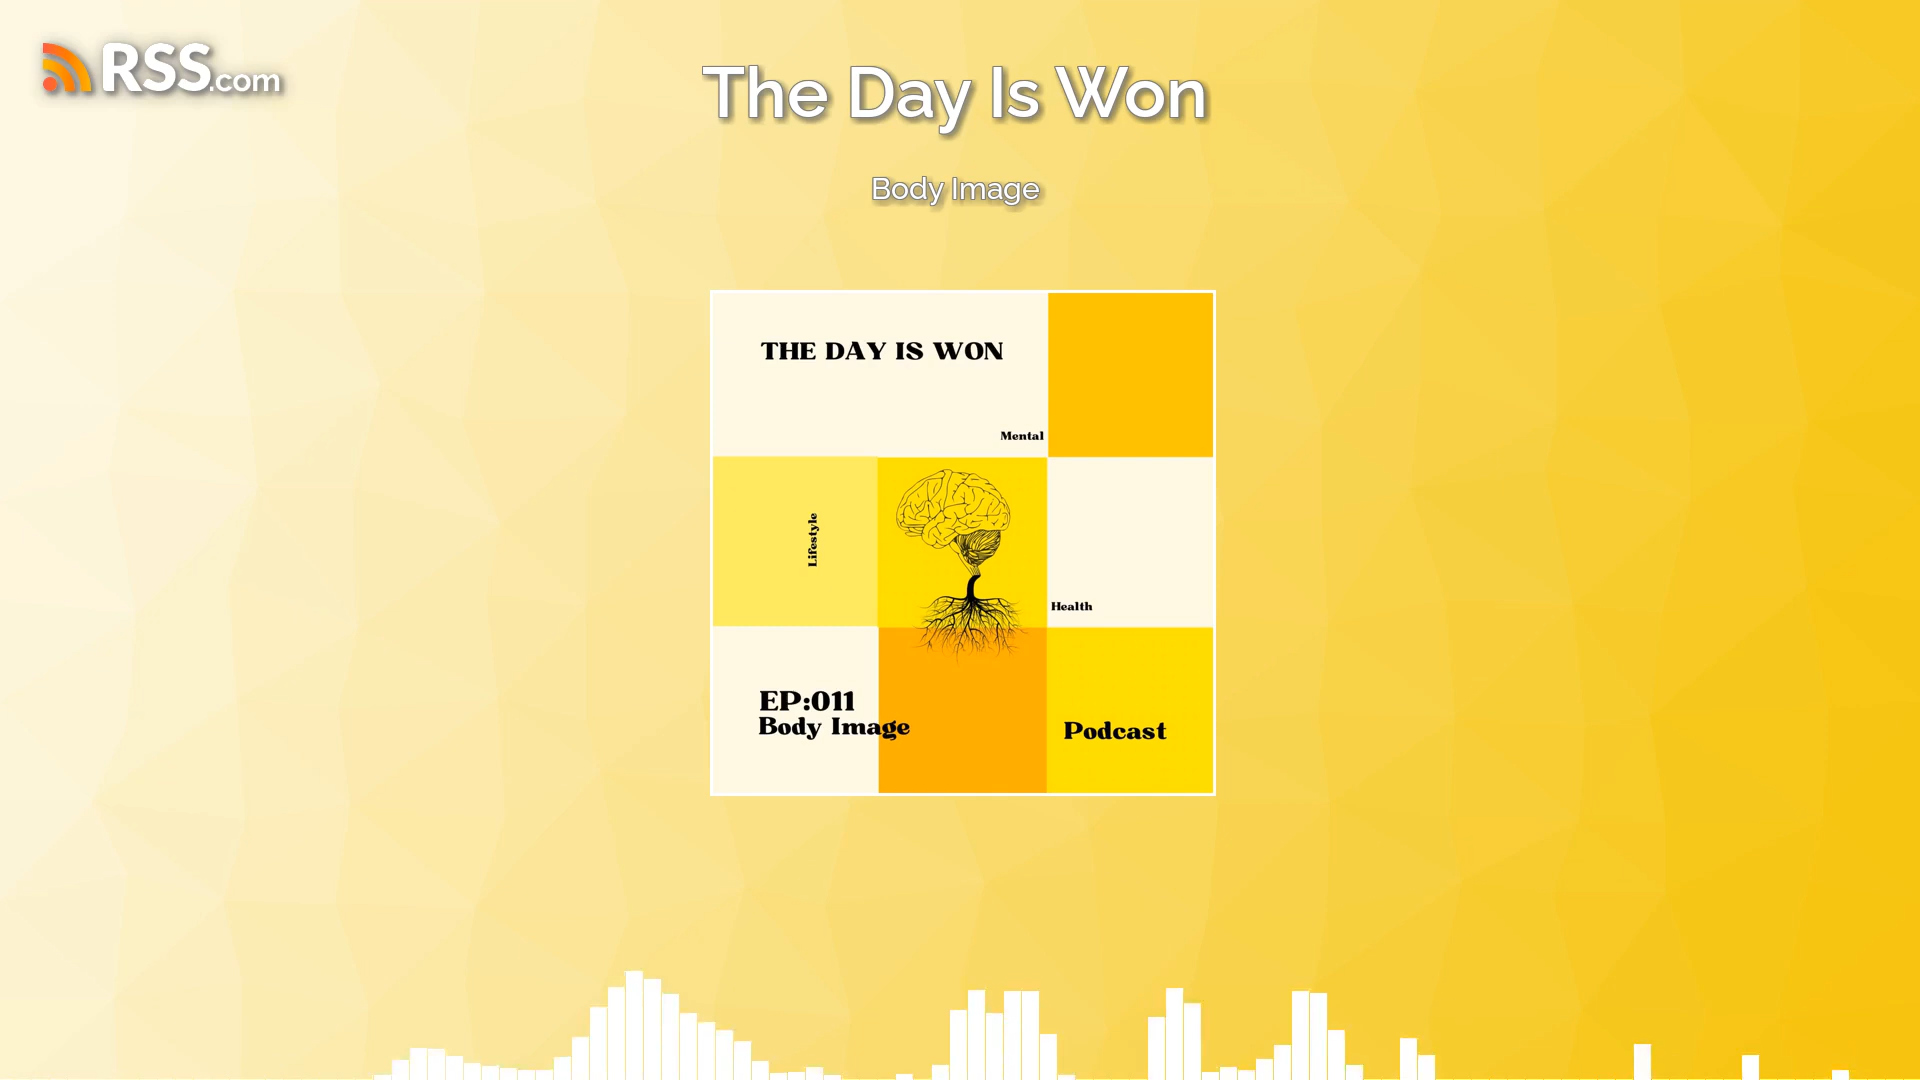 RSS.com
The Day Is Won
Body Image
THE DAY IS WON
Mental
Lifestyle
Health
EP:011
Body Image
Podcast